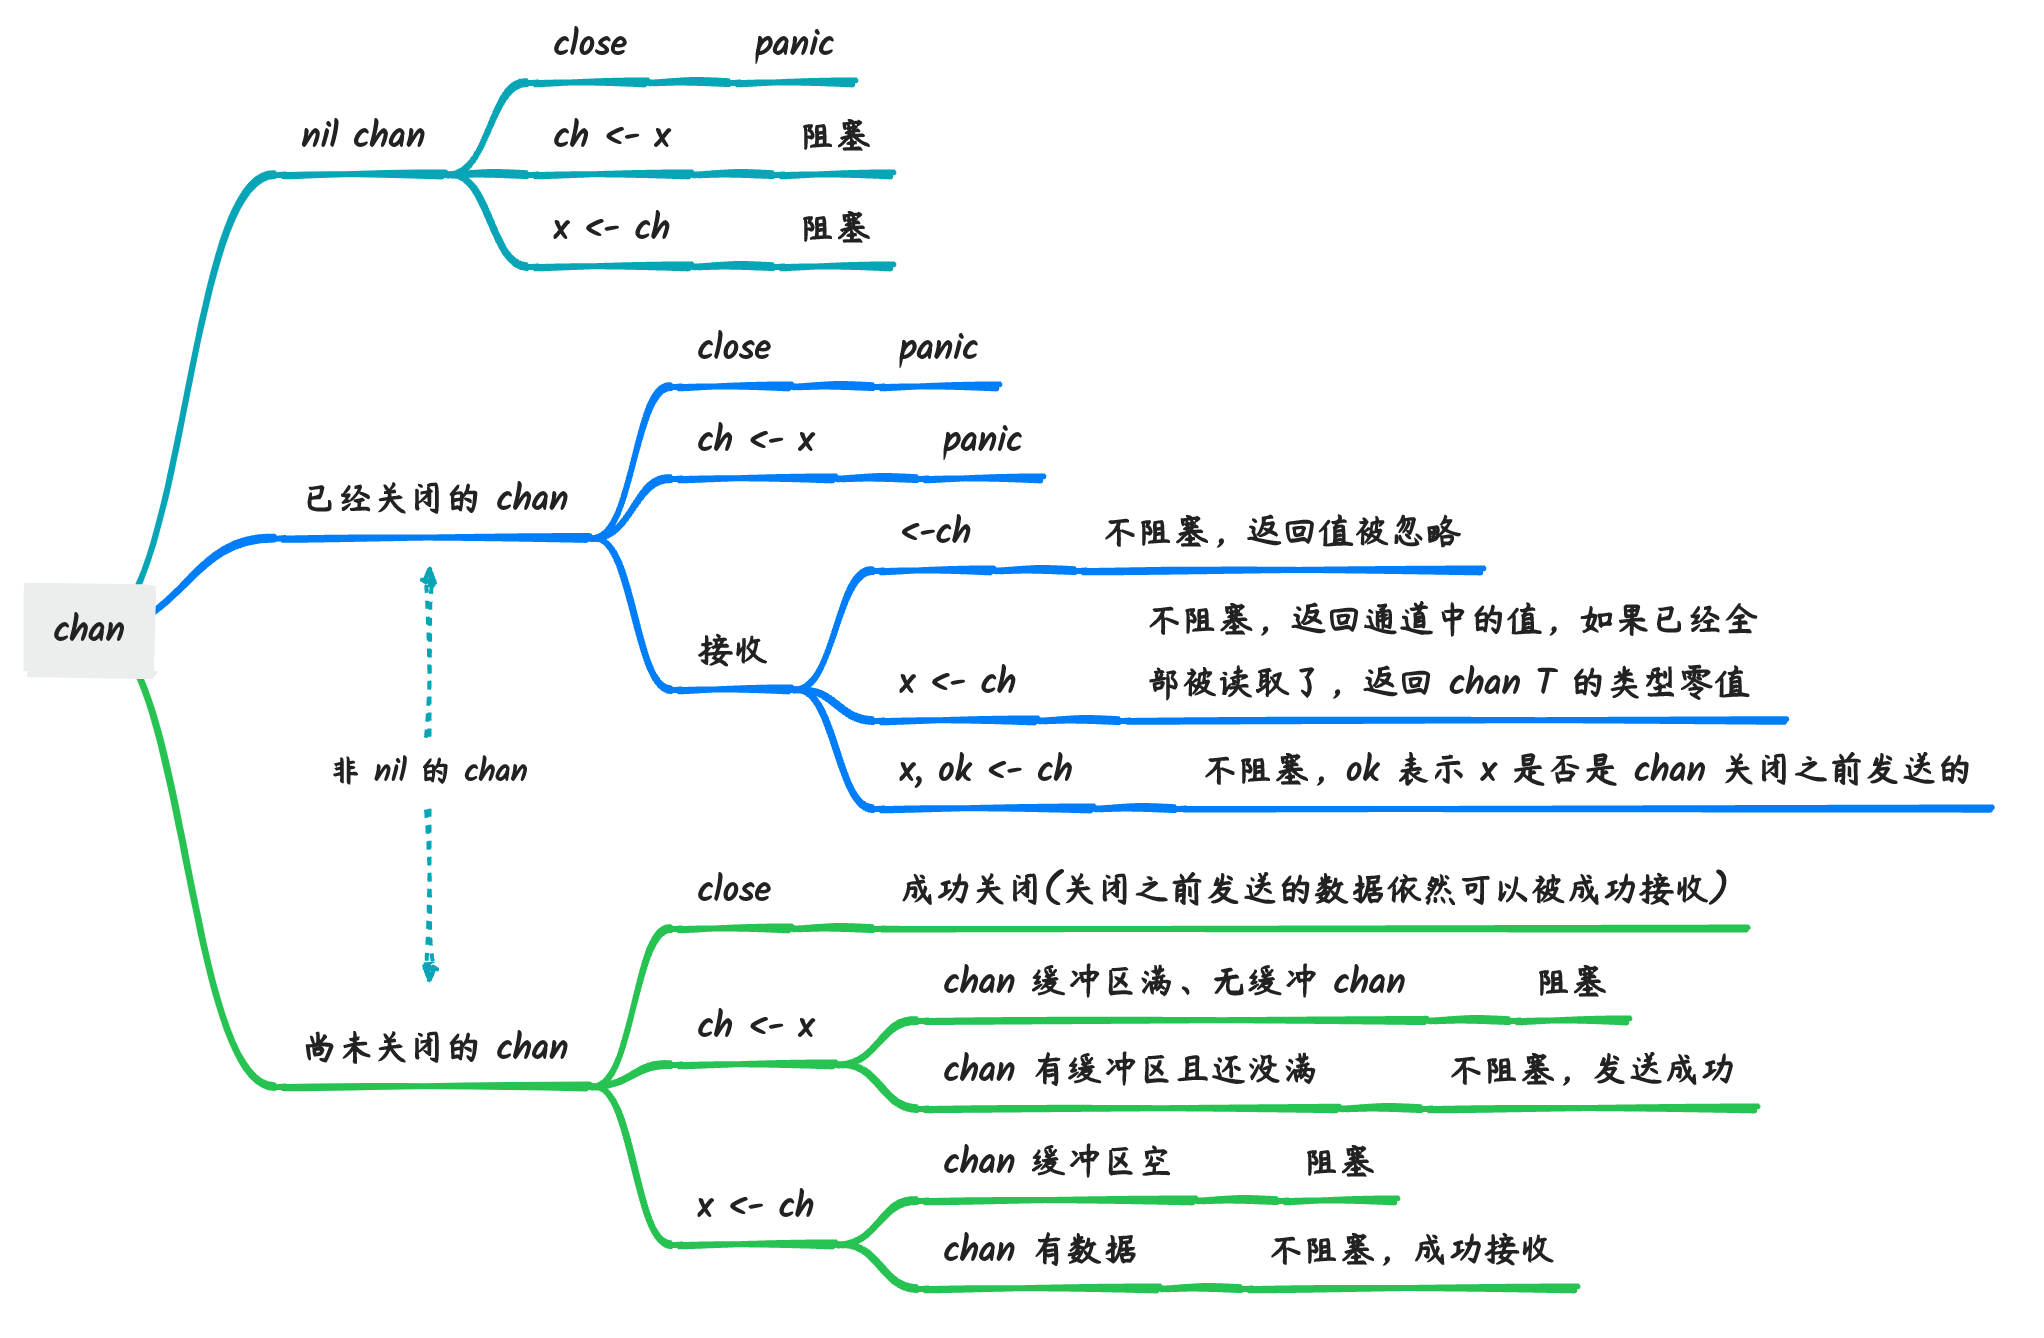 chan
nil chan
close
panic
ch <- x
阻塞
x <- ch
阻塞
已经关闭的 chan
close
panic
ch <- x
panic
接收
<-ch
不阻塞，返回值被忽略
x <- ch
不阻塞，返回通道中的值，如果已经全
部被读取了，返回 chan T 的类型零值
x, ok <- ch
不阻塞，ok 表示 x 是否是 chan 关闭之前发送的
非 nil 的 chan
尚未关闭的 chan
close
成功关闭(关闭之前发送的数据依然可以被成功接收)
ch <- x
chan 缓冲区满、无缓冲 chan
阻塞
chan 有缓冲区且还没满
不阻塞，发送成功
x <- ch
chan 缓冲区空
阻塞
chan 有数据
不阻塞，成功接收